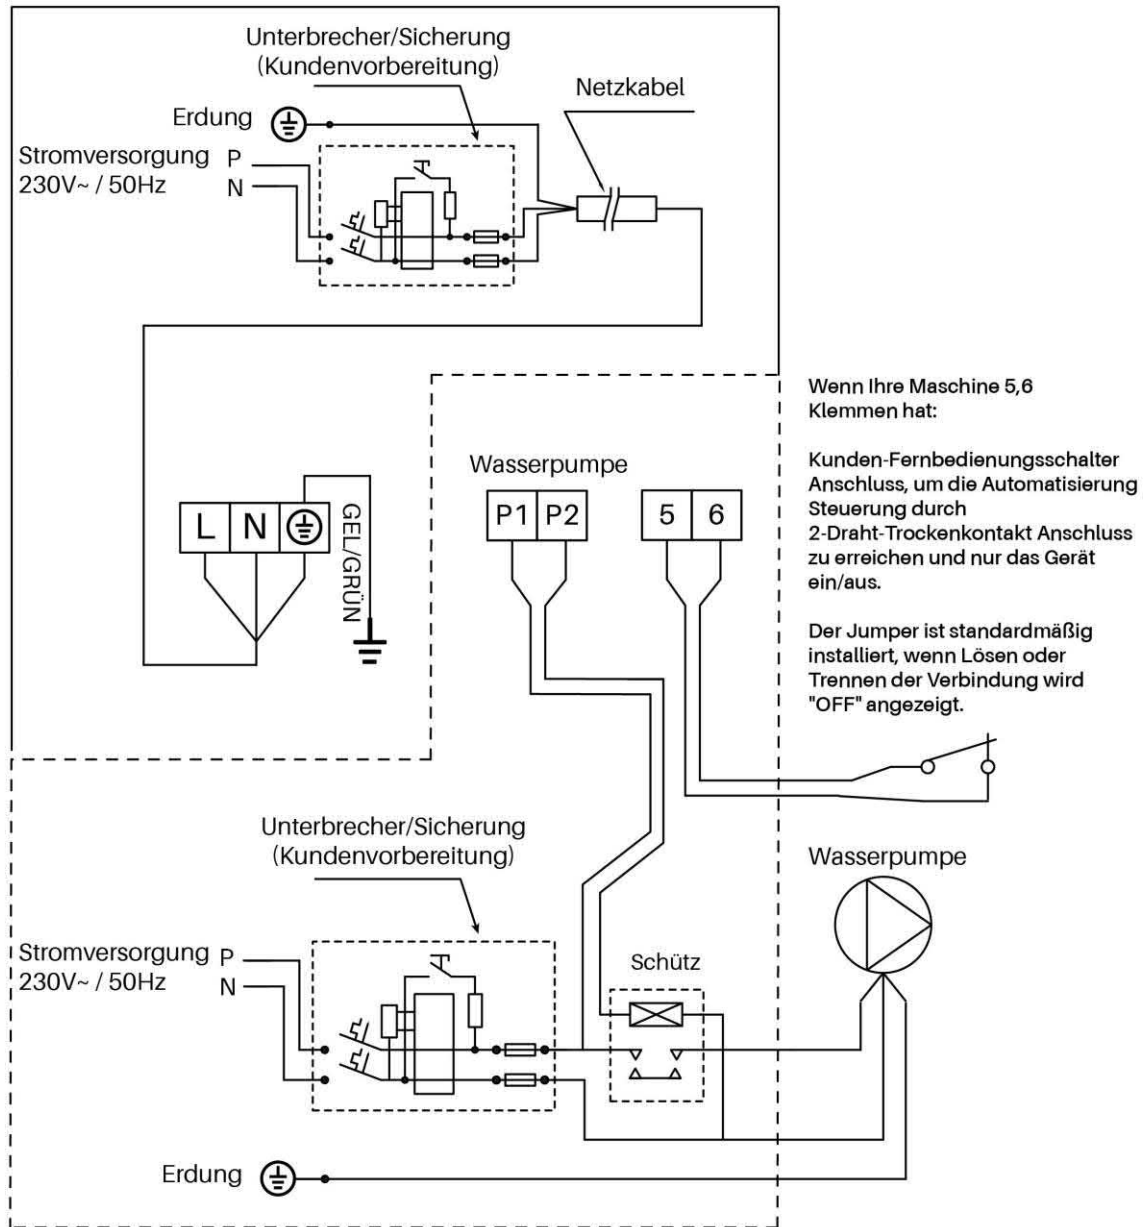 Unterbrecher/Sicherung
(Kundenvorbereitung)
Netzkabel
Erdung
Stromversorgung P
230V~ / 50Hz N
Wenn Ihre Maschine 5,6
Klemmen hat:
Kunden-Fernbedienungsschalter
Anschluss, um die Automatisierung
Steuerung durch
2-Draht-Trockenkontakt Anschluss
zu erreichen und nur das Gerät
ein/aus.
Der Jumper ist standardmäßig
installiert, wenn Lösen oder
Trennen der Verbindung wird
"OFF" angezeigt.
Wasserpumpe
P1 P2
5 6
L N
GEL/GRÜN
Unterbrecher/Sicherung
(Kundenvorbereitung)
Wasserpumpe
Stromversorgung P
230V~ / 50Hz N
Schütz
Erdung